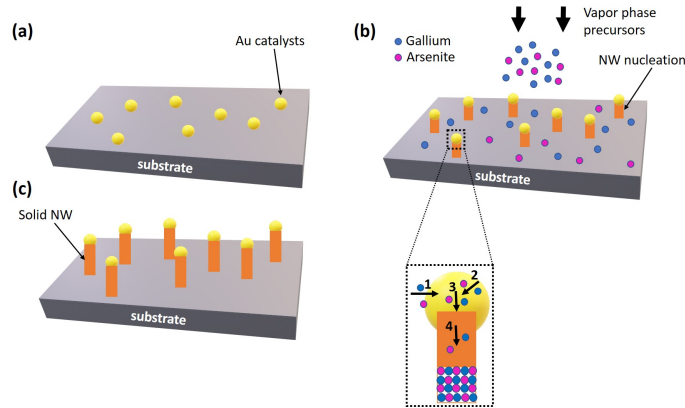 (a)
Au catalysts
substrate
(b)
Vapor phase
precursors
Gallium
Arsenite
NW nucleation
substrate
(c)
Solid NW
substrate
1
2
3
4